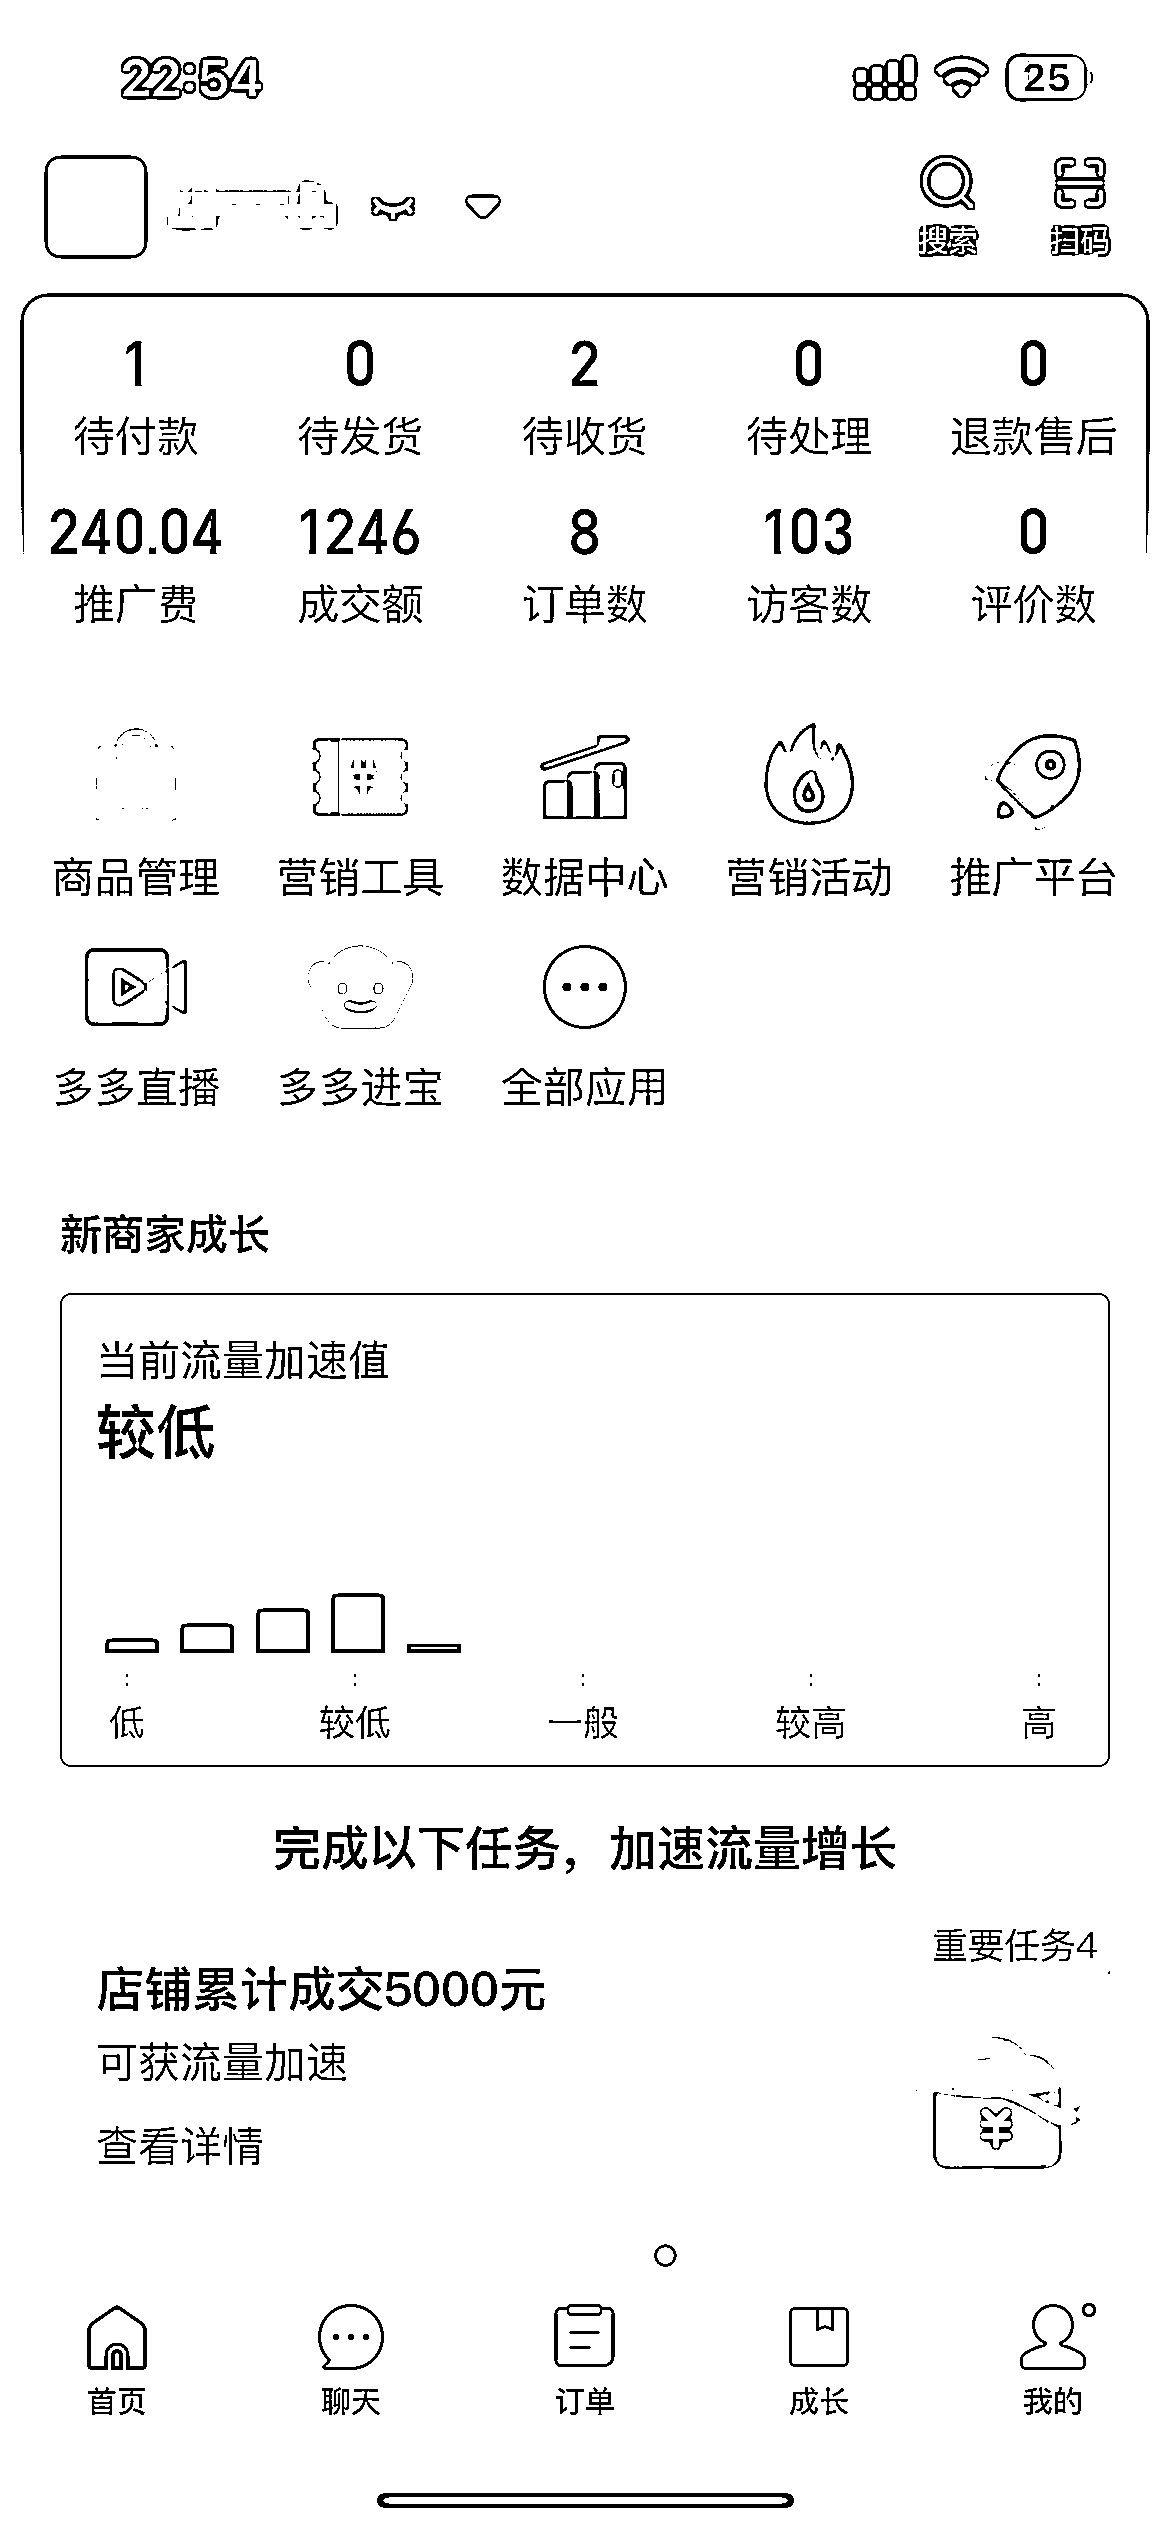 22:54
25
搜索 扫码
1 0 2 0 0
待付款 待发货 待收货 待处理 退款售后
240.04 1246 8 103 0
推广费 成交额 订单数 访客数 评价数
商品管理 营销工具 数据中心 营销活动 推广平台
多多直播 多多进宝 全部应用
新商家成长
当前流量加速值
较低
低 较低 一般 较高 高
完成以下任务，加速流量增长
重要任务4
店铺累计成交5000元
可获流量加速
查看详情
首页 聊天 订单 成长 我的